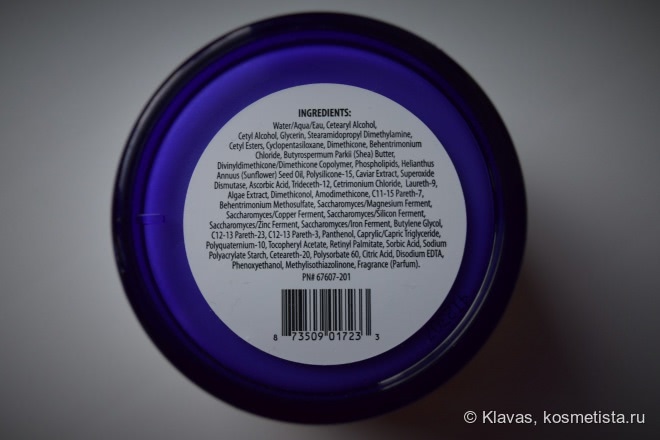 INGREDIENTS:
Water/Aqua/Eau, Cetearyl Alcohol,
Cetyl Alcohol, Glycerin, Stearamidopropyl Dimethylamine,
Cetyl Esters, Cyclopentasiloxane, Dimethicone, Behentrimonium
Chloride, Butyrospermum Parkii (Shea) Butter,
Divinyldimethicone/Dimethicone Copolymer, Phospholipids, Helianthus
Annuus (Sunflower) Seed Oil, Polysilicone-15, Caviar Extract, Superoxide
Dismutase, Ascorbic Acid, Trideceth-12, Cetrimonium Chloride, Laureth-9,
Algae Extract, Dimethiconol, Amodimethicone, C11-15 Pareth-7,
Behentrimonium Methosulfate, Saccharomyces/Magnesium Ferment,
Saccharomyces/Copper Ferment, Saccharomyces/Silicon Ferment,
Saccharomyces/Zinc Ferment, Saccharomyces/Iron Ferment, Butylene Glycol,
C12-13 Pareth-23, C12-13 Pareth-3, Panthenol, Caprylic/Capric Triglyceride,
Polyquaternium-10, Tocopheryl Acetate, Retinyl Palmitate, Sorbic Acid, Sodium
Polyacrylate Starch, Ceteareth-20, Polysorbate 60, Citric Acid, Disodium EDTA,
Phenoxyethanol, Methylisothiazolinone, Fragrance (Parfum).
PN# 67607-201
8 73509 01723 3
© Klavas, kosmetista.ru